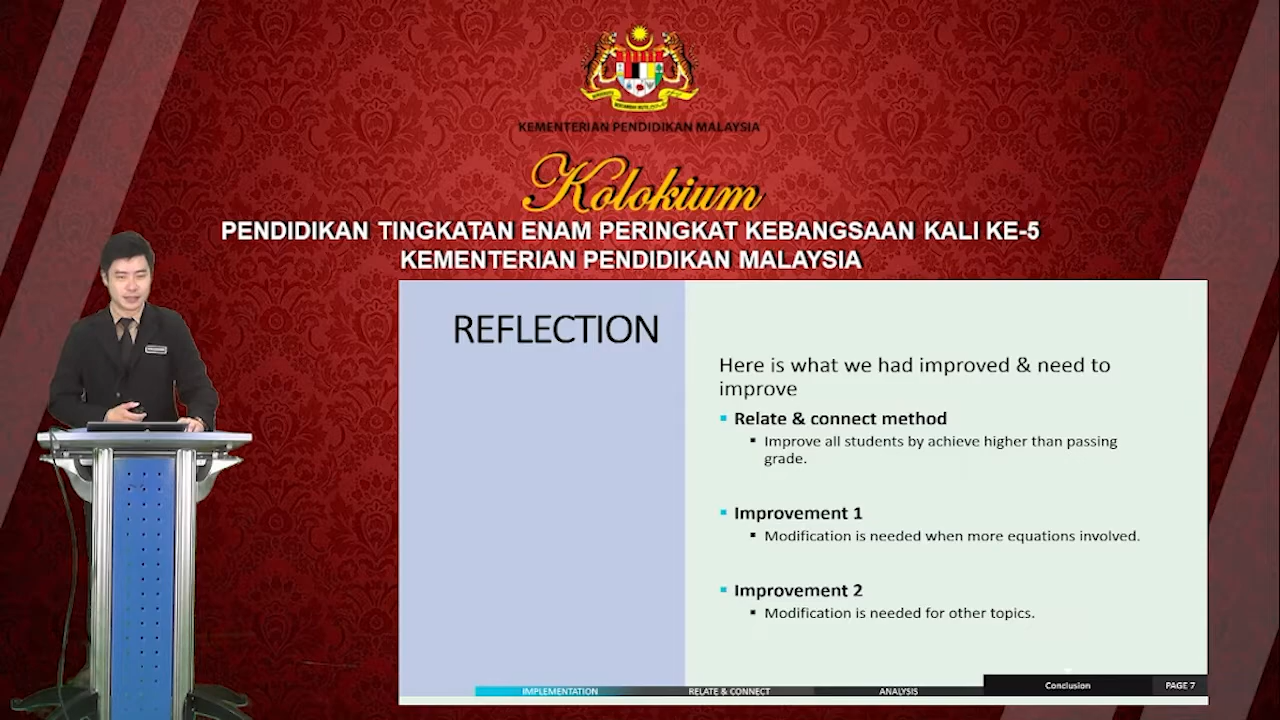 KEMENTERIAN PENDIDIKAN MALAYSIA
Kolokium
PENDIDIKAN TINGKATAN ENAM PERINGKAT KEBANGSAAN KALI KE-5
KEMENTERIAN PENDIDIKAN MALAYSIA
REFLECTION
Here is what we had improved & need to
improve
Relate & connect method
Improve all students by achieve higher than passing
grade.
Improvement 1
Modification is needed when more equations involved.
Improvement 2
Modification is needed for other topics.
IMPLEMENTATION
RELATE & CONNECT
ANALYSIS
Conclusion
PAGE 7